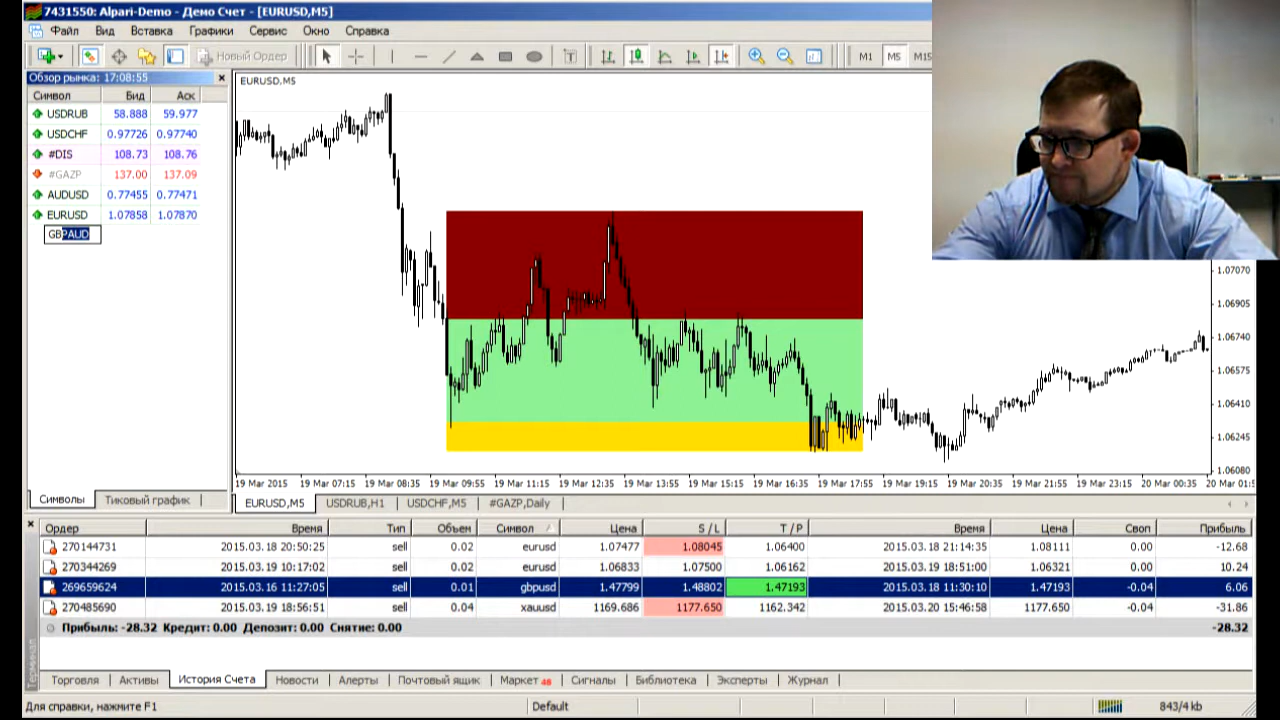 7431550: Alpari-Demo - Демо Счет - [EURUSD,M5]
Файл Вид Вставка Графики Сервис Окно Справка
Новый Ордер M1 M5 M15
Обзор рынка: 17:08:55
Символ Бид Аск
USDRUB 58.888 59.977
USDCHF 0.97726 0.97740
#DIS 108.73 108.76
#GAZP 137.00 137.09
AUDUSD 0.77455 0.77471
EURUSD 1.07858 1.07870
GBPAUD
Символы Тиковый график
EURUSD,M5
1.07070
1.06905
1.06740
1.06575
1.06410
1.06245
1.06080
19 Mar 2015 19 Mar 07:15 19 Mar 08:35 19 Mar 09:55 19 Mar 11:15 19 Mar 12:35 19 Mar 13:55 19 Mar 15:15 19 Mar 16:35 19 Mar 17:55 19 Mar 19:15 19 Mar 20:35 19 Mar 21:55 19 Mar 23:15 20 Mar 00:35 20 Mar 01:5
EURUSD,M5 USDRUB,H1 USDCHF,M5 #GAZP,Daily
Ордер Время Тип Объем Символ Цена S / L T / P Время Цена Своп Прибыль
270144731 2015.03.18 20:50:25 sell 0.02 eurusd 1.07477 1.08045 1.06400 2015.03.18 21:14:35 1.08111 0.00 -12.68
270344269 2015.03.19 10:17:02 sell 0.02 eurusd 1.06833 1.07500 1.06162 2015.03.19 18:51:00 1.06321 0.00 10.24
269659624 2015.03.16 11:27:05 sell 0.01 gbpusd 1.47799 1.48802 1.47193 2015.03.18 11:30:10 1.47193 -0.04 6.06
270485690 2015.03.19 18:56:51 sell 0.04 xauusd 1169.686 1177.650 1162.342 2015.03.20 15:46:58 1177.650 -0.04 -31.86
Прибыль: -28.32 Кредит: 0.00 Депозит: 0.00 Снятие: 0.00 -28.32
Терминал
Торговля Активы История Счета Новости Алерты Почтовый ящик Маркет 48 Сигналы Библиотека Эксперты Журнал
Для справки, нажмите F1 Default 843/4 kb